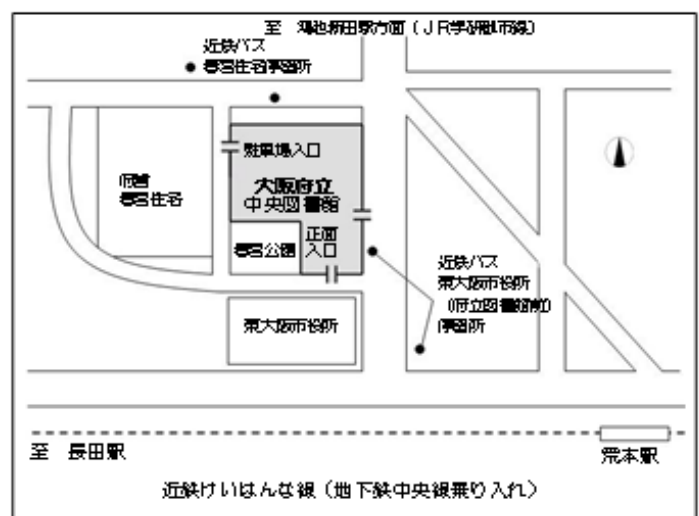 至 鴻池新田駅方面（ＪＲ学研都市線）
近鉄バス
春宮住宅停留所
駐車場入口
府営
春宮住宅
大阪府立
中央図書館
正面
入口
春宮公園
近鉄バス
東大阪市役所
（府立図書館前）
停留所
東大阪市役所
至 長田駅
荒本駅
近鉄けいはんな線（地下鉄中央線乗り入れ）